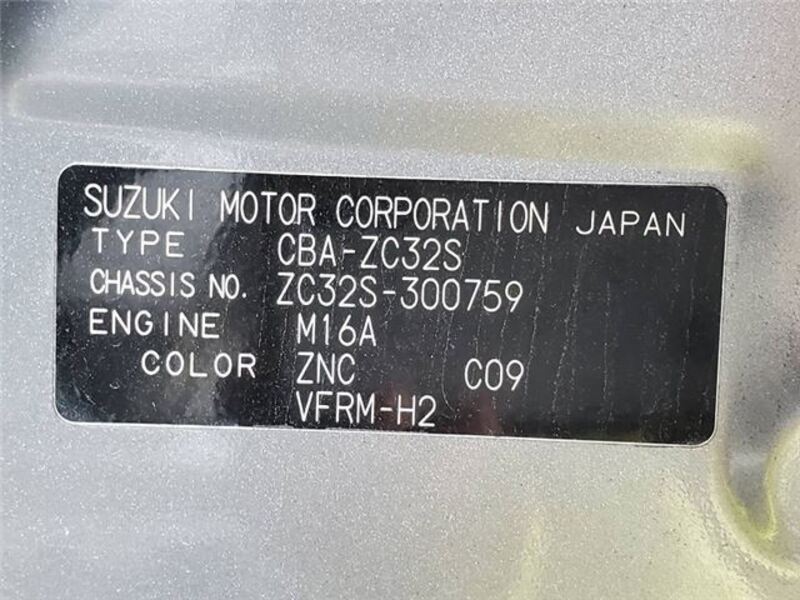 SUZUKI MOTOR CORPORATION JAPAN
TYPE CBA-ZC32S
CHASSIS NO. ZC32S-300759
ENGINE M16A
COLOR ZNC C09
VFRM-H2